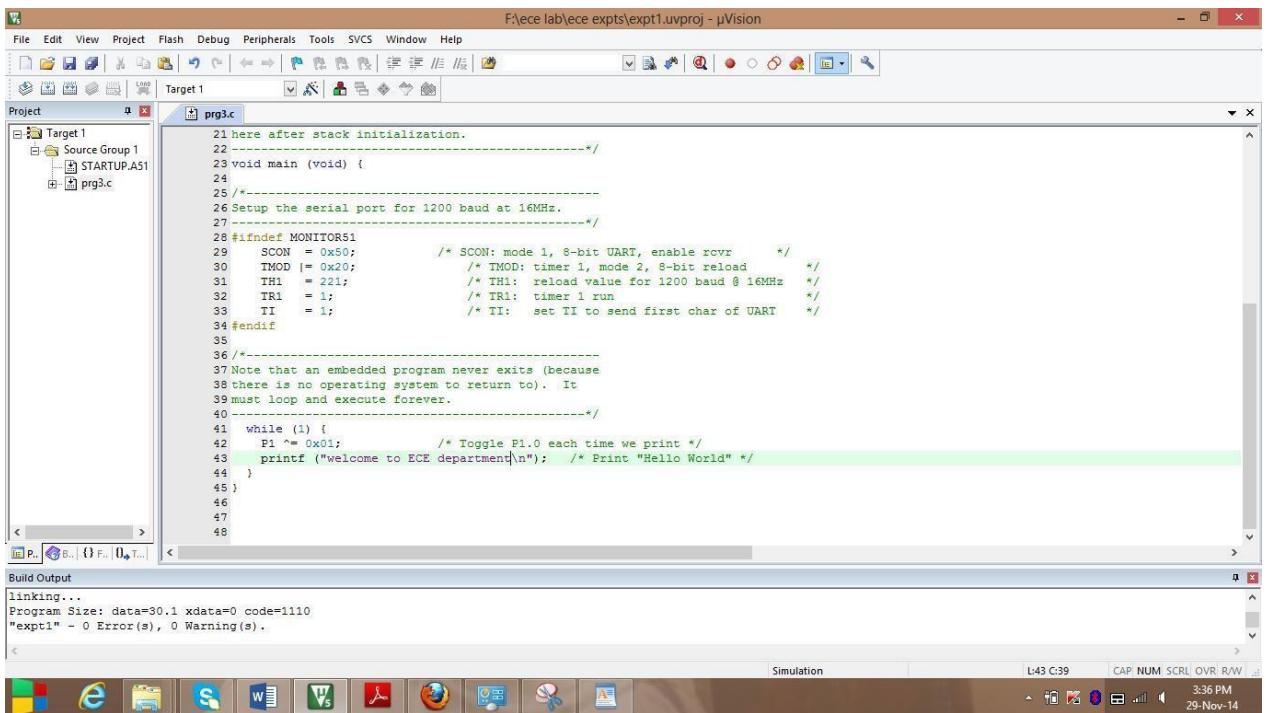 F:\ece lab\ece expts\expt1.uvproj - µVision
File Edit View Project Flash Debug Peripherals Tools SVCS Window Help
Target 1
Project
prg3.c
Target 1
Source Group 1
STARTUP.A51
prg3.c
21 here after stack initialization.
22 ------------------------------------------------*/
23 void main (void) {
24
25 /*------------------------------------------------
26 Setup the serial port for 1200 baud at 16MHz.
27 ------------------------------------------------*/
28 #ifndef MONITOR51
29     SCON  = 0x50;           /* SCON: mode 1, 8-bit UART, enable rcvr      */
30     TMOD |= 0x20;               /* TMOD: timer 1, mode 2, 8-bit reload        */
31     TH1   = 221;                /* TH1:  reload value for 1200 baud @ 16MHz   */
32     TR1   = 1;                  /* TR1:  timer 1 run                          */
33     TI    = 1;                  /* TI:   set TI to send first char of UART    */
34 #endif
35
36 /*------------------------------------------------
37 Note that an embedded program never exits (because
38 there is no operating system to return to).  It
39 must loop and execute forever.
40 ------------------------------------------------*/
41   while (1) {
42     P1 ^= 0x01;             /* Toggle P1.0 each time we print */
43     printf ("welcome to ECE department\n");   /* Print "Hello World" */
44   }
45 }
46
47
48
P... B... {} F... 0 T...
Build Output
linking...
Program Size: data=30.1 xdata=0 code=1110
"expt1" - 0 Error(s), 0 Warning(s).
Simulation L:43 C:39 CAP NUM SCRL OVR R/W
3:36 PM
29-Nov-14